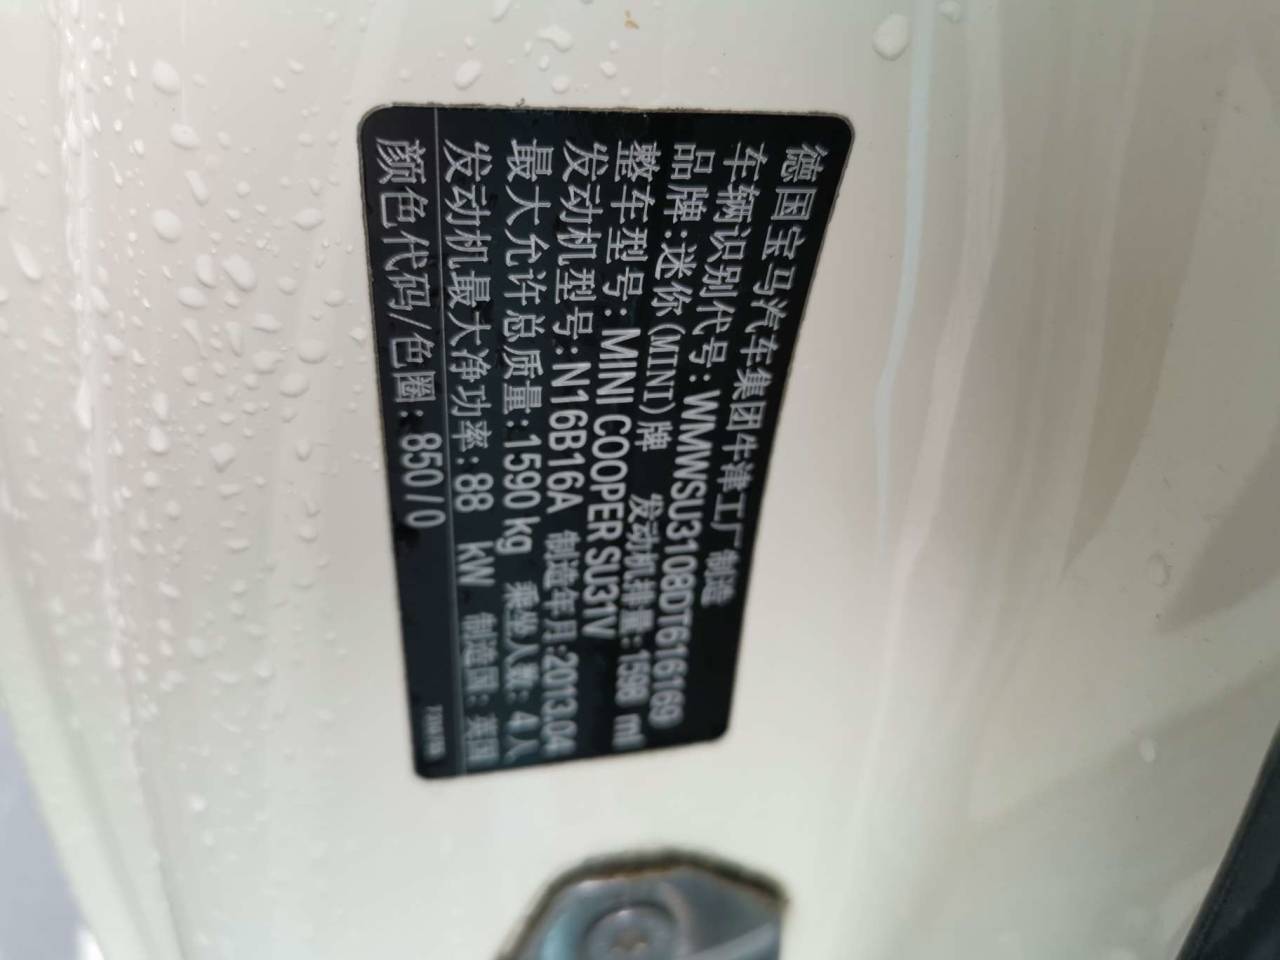 德国宝马汽车集团牛津工厂 制造
车辆识别代号: WMWSU3108DT616169
品牌:迷你(MINI)牌 发动机排量: 1598 ml
整车型号: MINI COOPER SU31V
发动机型号: N16B16A 制造年月:2013.04
最大允许总质量:1590kg 乘坐人数: 4人
发动机最大净功率: 88 kW 制造国: 英国
颜色代码/色圈: 850/0